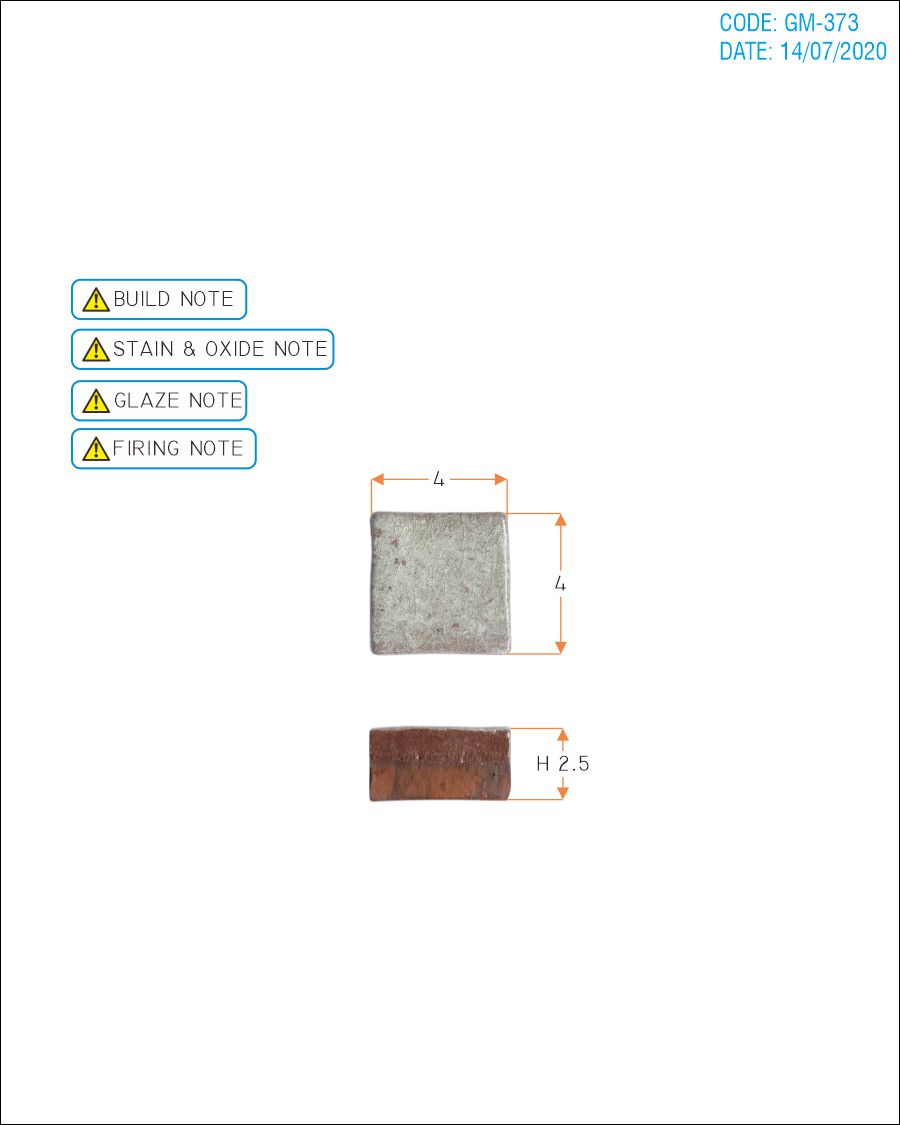 CODE: GM-373
DATE: 14/07/2020
BUILD NOTE
STAIN & OXIDE NOTE
GLAZE NOTE
FIRING NOTE
4
4
H 2.5